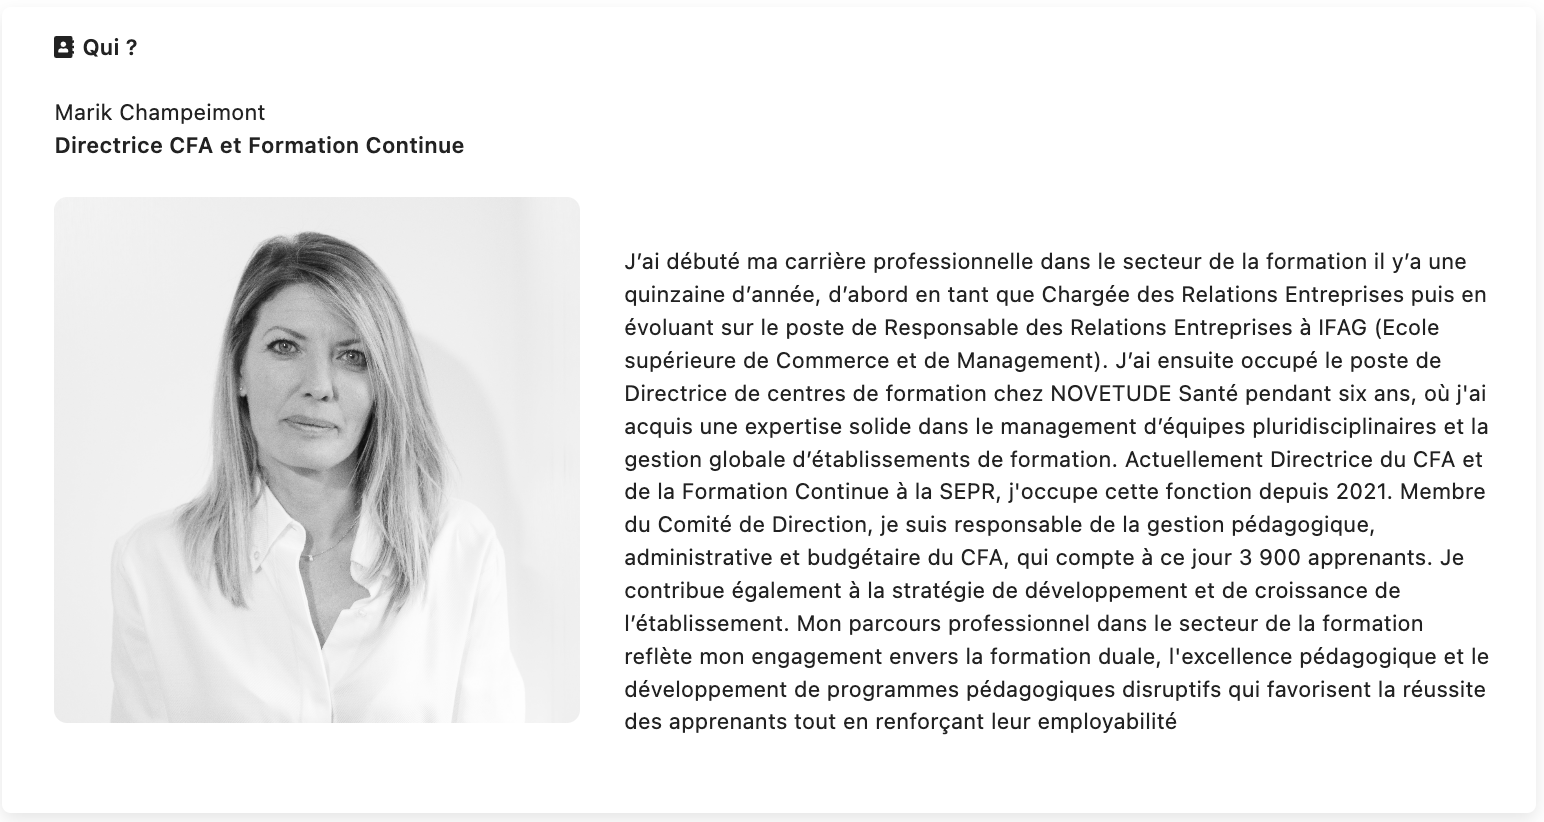 Qui ?
Marik Champeimont
Directrice CFA et Formation Continue
J’ai débuté ma carrière professionnelle dans le secteur de la formation il y’a une
quinzaine d’année, d’abord en tant que Chargée des Relations Entreprises puis en
évoluant sur le poste de Responsable des Relations Entreprises à IFAG (Ecole
supérieure de Commerce et de Management). J’ai ensuite occupé le poste de
Directrice de centres de formation chez NOVETUDE Santé pendant six ans, où j'ai
acquis une expertise solide dans le management d’équipes pluridisciplinaires et la
gestion globale d’établissements de formation. Actuellement Directrice du CFA et
de la Formation Continue à la SEPR, j'occupe cette fonction depuis 2021. Membre
du Comité de Direction, je suis responsable de la gestion pédagogique,
administrative et budgétaire du CFA, qui compte à ce jour 3 900 apprenants. Je
contribue également à la stratégie de développement et de croissance de
l’établissement. Mon parcours professionnel dans le secteur de la formation
reflète mon engagement envers la formation duale, l'excellence pédagogique et le
développement de programmes pédagogiques disruptifs qui favorisent la réussite
des apprenants tout en renforçant leur employabilité